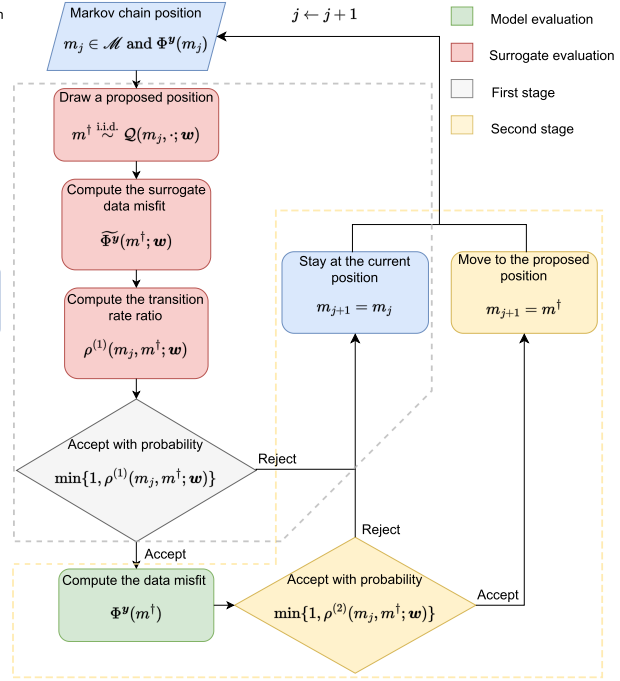 n
Markov chain position
m_j ∈ ℳ and Φ^y(m_j)
j ← j + 1
Model evaluation
Surrogate evaluation
First stage
Second stage
Draw a proposed position
m† i.i.d.∼ 𝒬(m_j, ·; w)
Compute the surrogate
data misfit
Φ̃^y(m†; w)
Compute the transition
rate ratio
ρ^(1)(m_j, m†; w)
Accept with probability
min{1, ρ^(1)(m_j, m†; w)}
Reject
Accept
Stay at the current
position
m_{j+1} = m_j
Move to the proposed
position
m_{j+1} = m†
Compute the data misfit
Φ^y(m†)
Reject
Accept with probability
min{1, ρ^(2)(m_j, m†; w)}
Accept